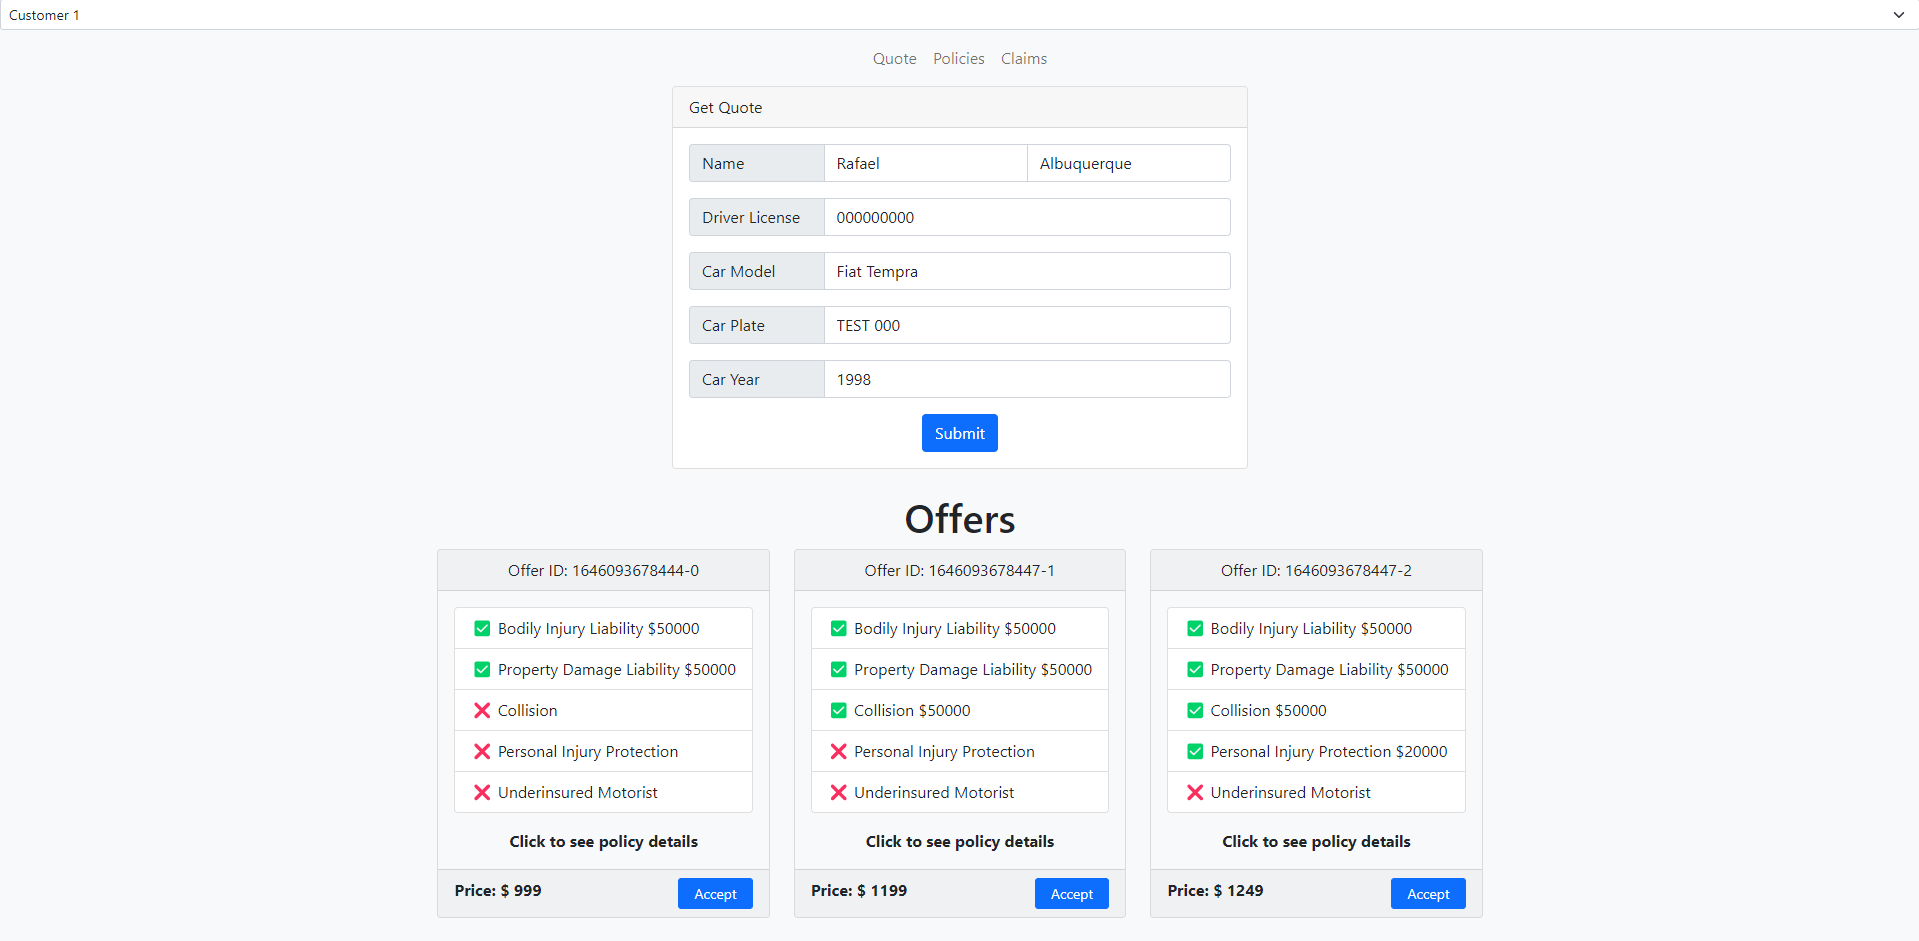 Customer 1
Quote Policies Claims
Get Quote
Name Rafael Albuquerque
Driver License 000000000
Car Model Fiat Tempra
Car Plate TEST 000
Car Year 1998
Submit
Offers
Offer ID: 1646093678444-0
Bodily Injury Liability $50000
Property Damage Liability $50000
Collision
Personal Injury Protection
Underinsured Motorist
Click to see policy details
Price: $ 999 Accept
Offer ID: 1646093678447-1
Bodily Injury Liability $50000
Property Damage Liability $50000
Collision $50000
Personal Injury Protection
Underinsured Motorist
Click to see policy details
Price: $ 1199 Accept
Offer ID: 1646093678447-2
Bodily Injury Liability $50000
Property Damage Liability $50000
Collision $50000
Personal Injury Protection $20000
Underinsured Motorist
Click to see policy details
Price: $ 1249 Accept